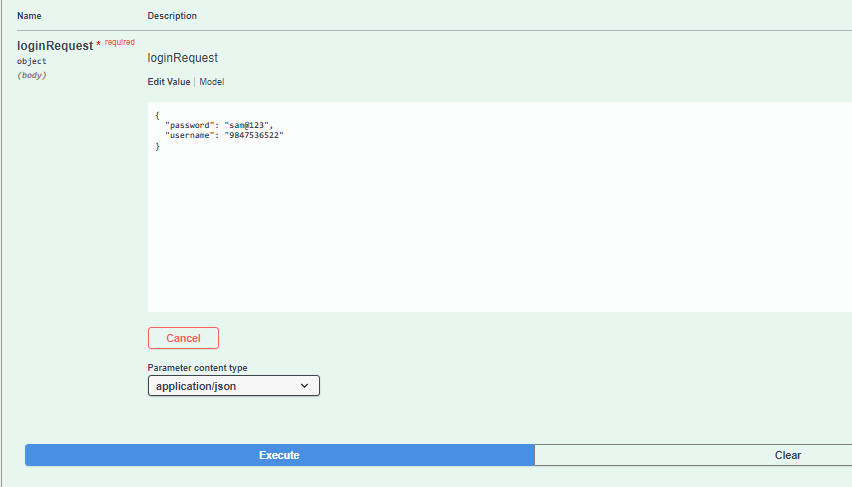 Name Description
loginRequest * required
object
(body)
loginRequest
Edit Value | Model
{
  "password": "sam@123",
  "username": "9847536522"
}
Cancel
Parameter content type
application/json
Execute Clear